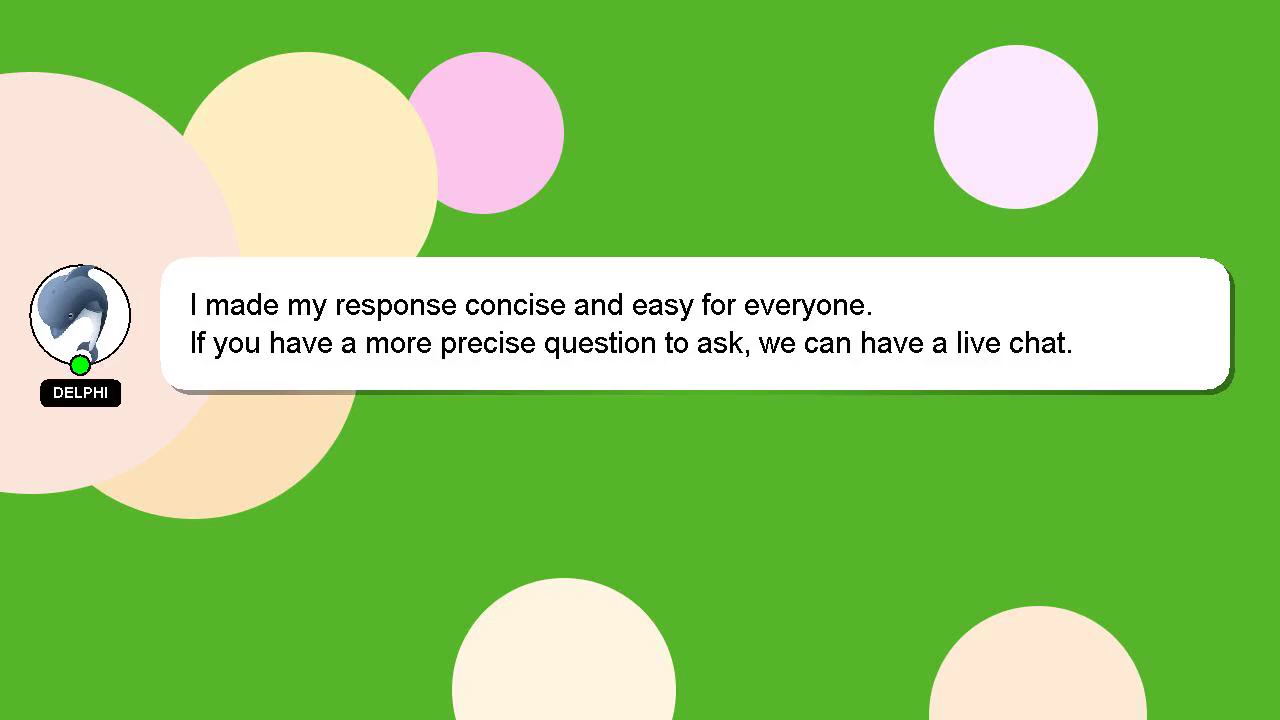 I made my response concise and easy for everyone.
If you have a more precise question to ask, we can have a live chat.
DELPHI